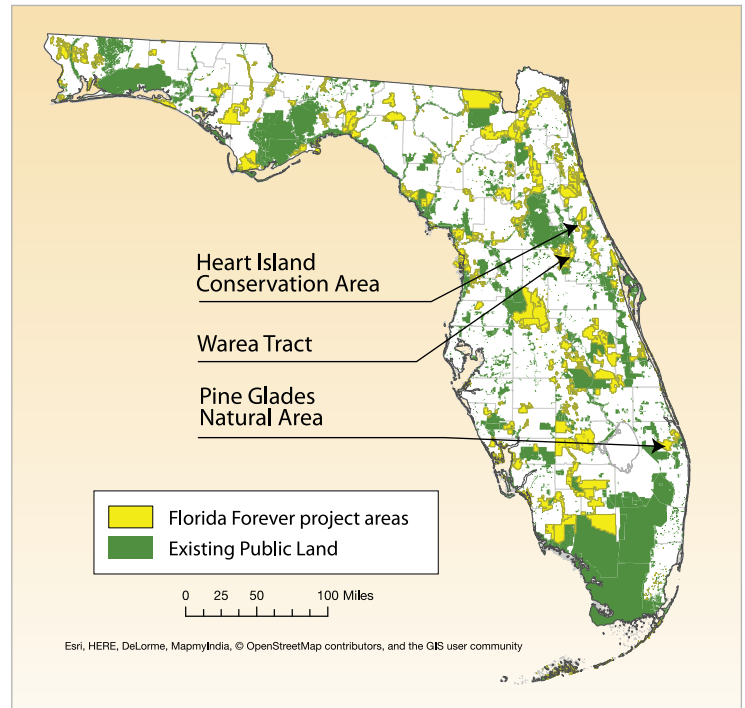 Heart Island
Conservation Area
Warea Tract
Pine Glades
Natural Area
Florida Forever project areas
Existing Public Land
0 25 50 100 Miles
Esri, HERE, DeLorme, MapmyIndia, © OpenStreetMap contributors, and the GIS user community